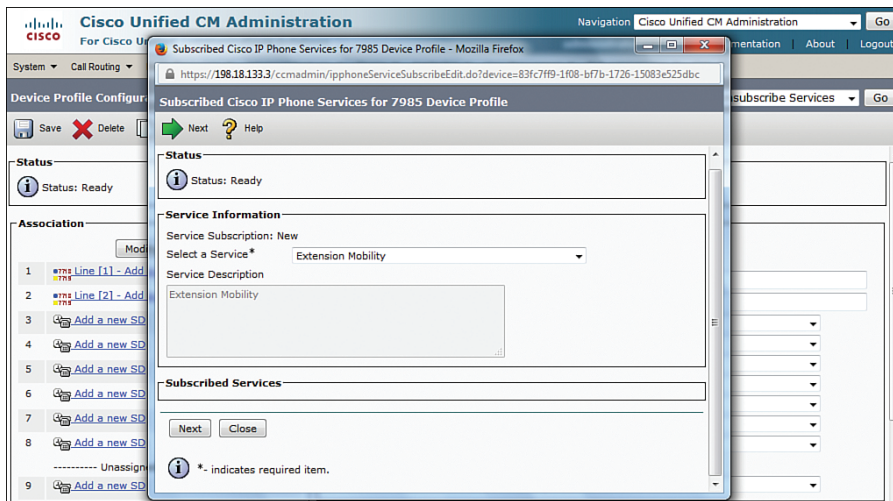 cisco
Cisco Unified CM Administration
For Cisco Un
Navigation Cisco Unified CM Administration Go
mentation About Logout
System Call Routing
Device Profile Configura
nsubscribe Services Go
Save Delete
Status
Status: Ready
Association
Modi
1 Line [1] - Add
2 Line [2] - Add
3 Add a new SD
4 Add a new SD
5 Add a new SD
6 Add a new SD
7 Add a new SD
8 Add a new SD
---------- Unassign
9 Add a new SD
Subscribed Cisco IP Phone Services for 7985 Device Profile - Mozilla Firefox
https://198.18.133.3/ccmadmin/ipphoneServiceSubscribeEdit.do?device=83fc7ff9-1f08-bf7b-1726-15083e525dbc
Subscribed Cisco IP Phone Services for 7985 Device Profile
Next Help
Status
Status: Ready
Service Information
Service Subscription: New
Select a Service* Extension Mobility
Service Description
Extension Mobility
Subscribed Services
Next Close
*- indicates required item.